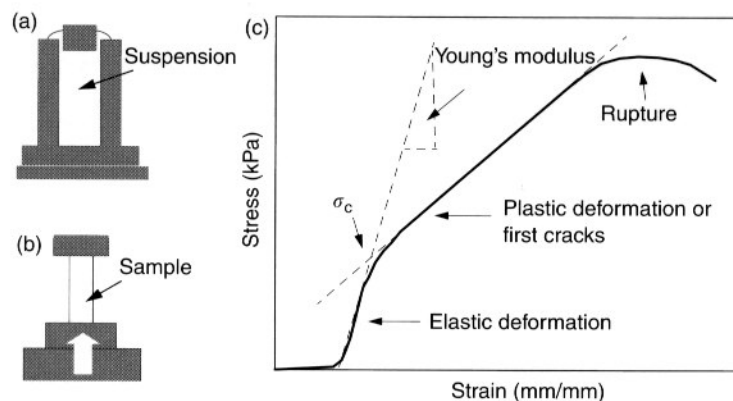 (a)
Suspension
(b)
Sample
(c)
Young's modulus
Rupture
σc
Plastic deformation or
first cracks
Elastic deformation
Stress (kPa)
Strain (mm/mm)